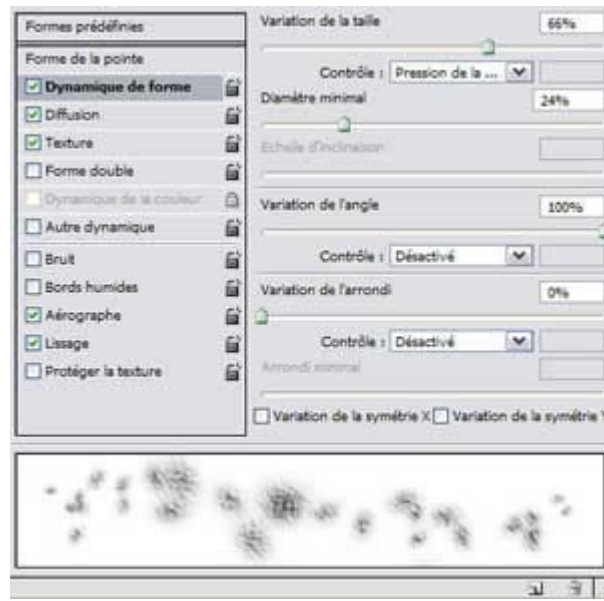 Formes prédéfinies
Forme de la pointe
Dynamique de forme
Diffusion
Texture
Forme double
Dynamique de la couleur
Autre dynamique
Bruit
Bords humides
Aérographe
Lissage
Protéger la texture
Variation de la taille 66%
Contrôle : Pression de la ...
Diamètre minimal 24%
Echelle d'inclinaison
Variation de l'angle 100%
Contrôle : Désactivé
Variation de l'arrondi 0%
Contrôle : Désactivé
Arrondi minimal
Variation de la symétrie X Variation de la symétrie Y